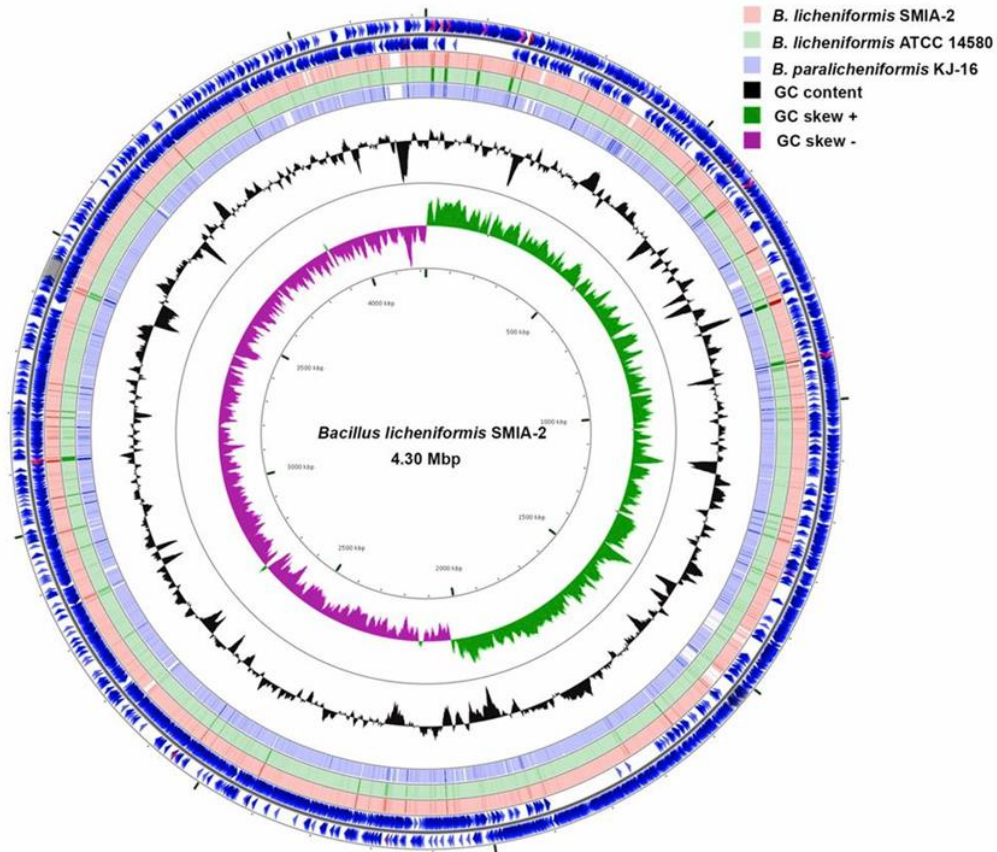 B. licheniformis SMIA-2
B. licheniformis ATCC 14580
B. paralicheniformis KJ-16
GC content
GC skew +
GC skew -
4000 kbp
500 kbp
3500 kbp
1000 kbp
Bacillus licheniformis SMIA-2
4.30 Mbp
3000 kbp
1500 kbp
2500 kbp
2000 kbp